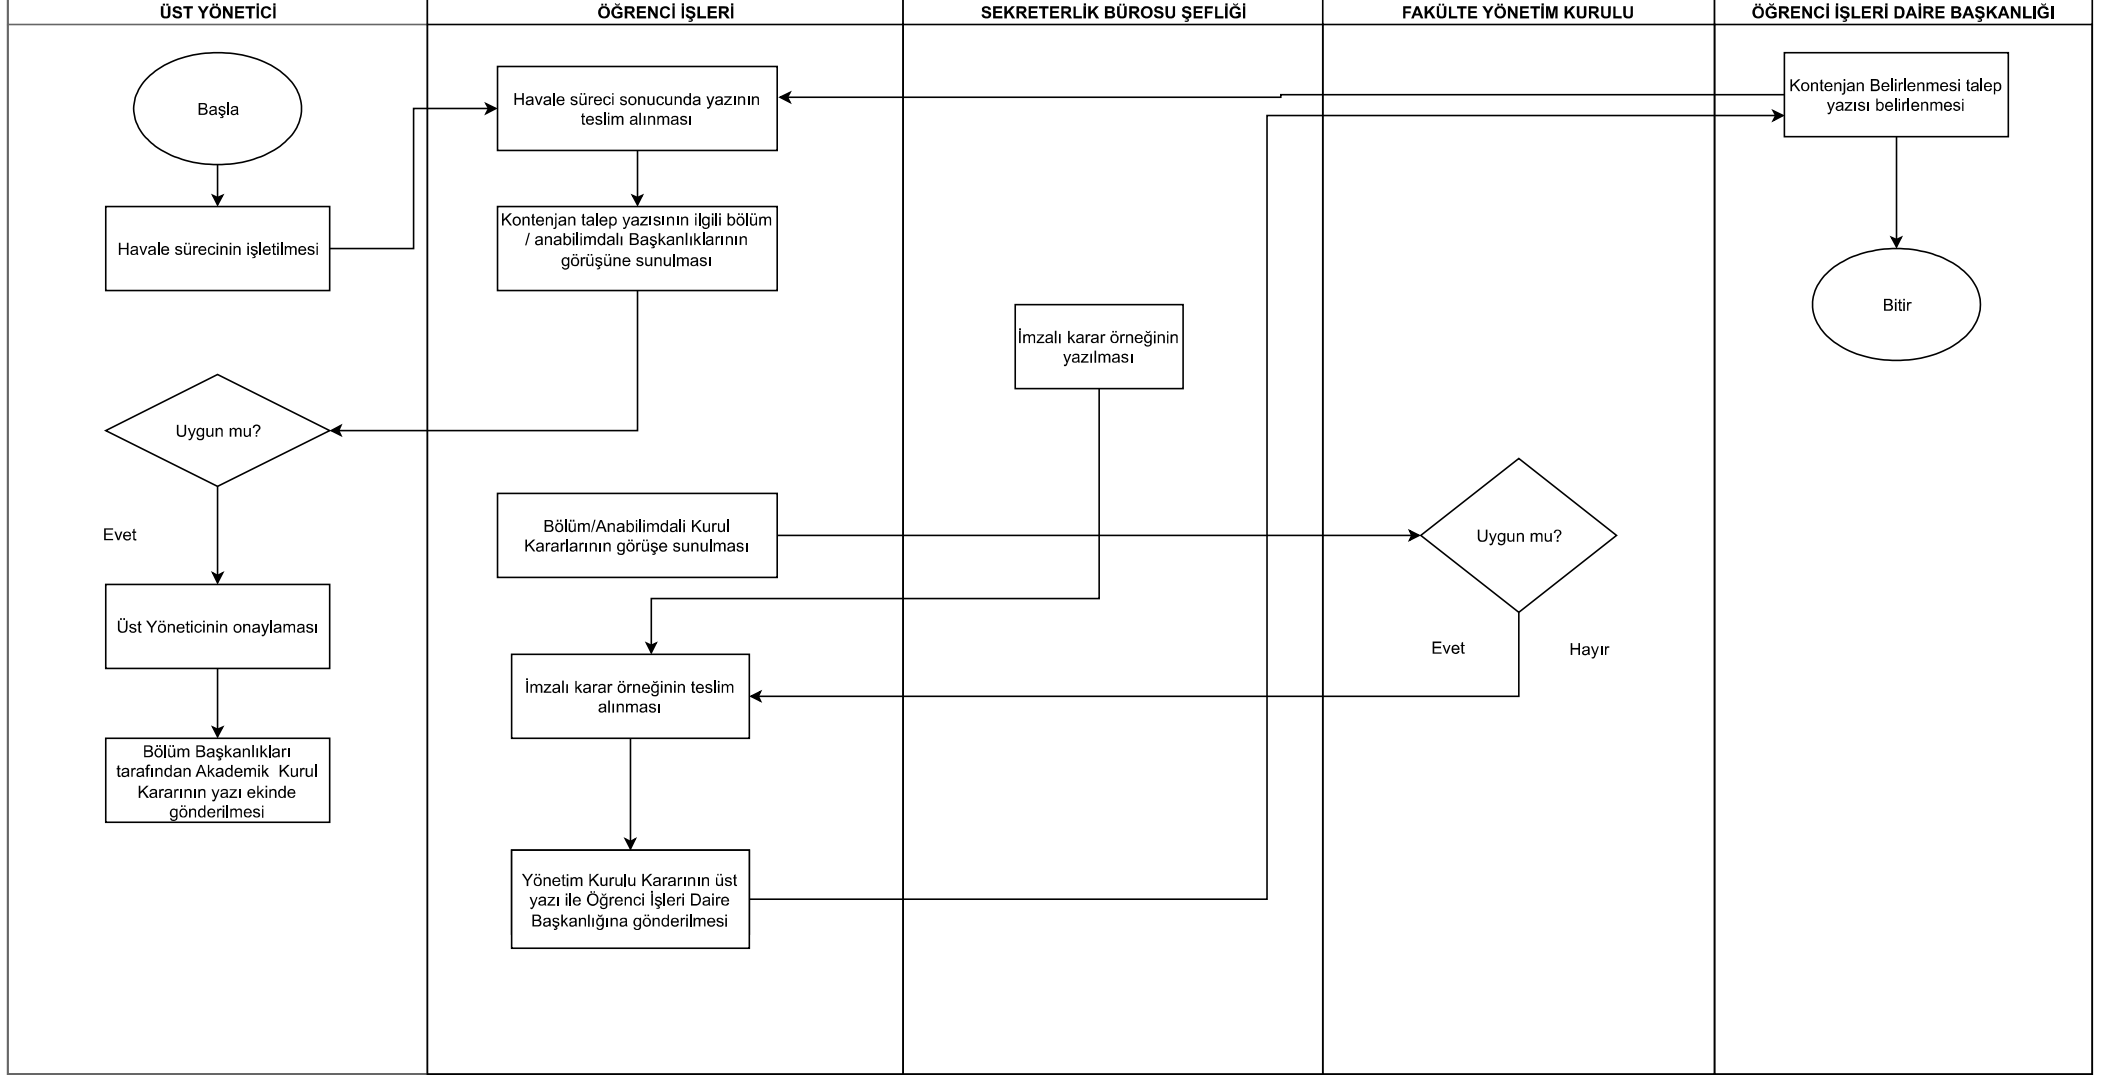 ÜST YÖNETİCİ
ÖĞRENCİ İŞLERİ
SEKRETERLİK BÜROSU ŞEFLİĞİ
FAKÜLTE YÖNETİM KURULU
ÖĞRENCİ İŞLERİ DAİRE BAŞKANLIĞI
Başla
Havale sürecinin işletilmesi
Uygun mu?
Evet
Üst Yöneticinin onaylaması
Bölüm Başkanlıkları
tarafından Akademik Kurul
Kararının yazı ekinde
gönderilmesi
Havale süreci sonucunda yazının
teslim alınması
Kontenjan talep yazısının ilgili bölüm
/ anabilimdalı Başkanlıklarının
görüşüne sunulması
Bölüm/Anabilimdali Kurul
Kararlarının görüşe sunulması
İmzalı karar örneğinin teslim
alınması
Yönetim Kurulu Kararının üst
yazı ile Öğrenci İşleri Daire
Başkanlığına gönderilmesi
İmzalı karar örneğinin
yazılması
Uygun mu?
Evet
Hayır
Kontenjan Belirlenmesi talep
yazısı belirlenmesi
Bitir